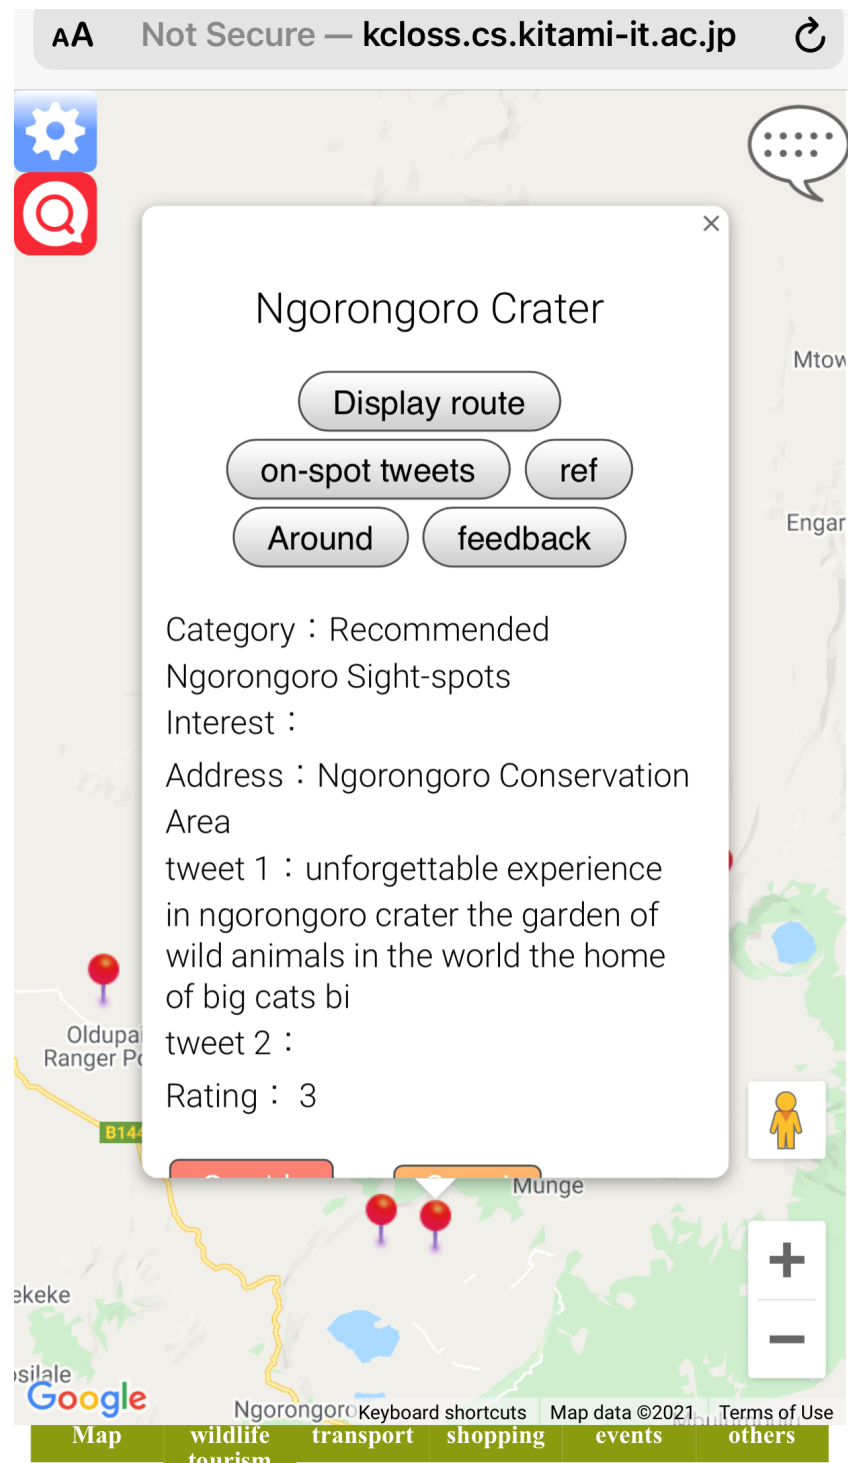 AA Not Secure — kcloss.cs.kitami-it.ac.jp
Ngorongoro Crater
Display route
on-spot tweets ref
Around feedback
Category：Recommended
Ngorongoro Sight-spots
Interest：
Address：Ngorongoro Conservation
Area
tweet 1：unforgettable experience
in ngorongoro crater the garden of
wild animals in the world the home
of big cats bi
tweet 2：
Rating： 3
Mtow
Engar
Oldupai
Ranger Po
B144
Munge
ekeke
silale
Google
Ngorongoro
Keyboard shortcuts Map data ©2021 Terms of Use
Map wildlife tourism transport shopping events others